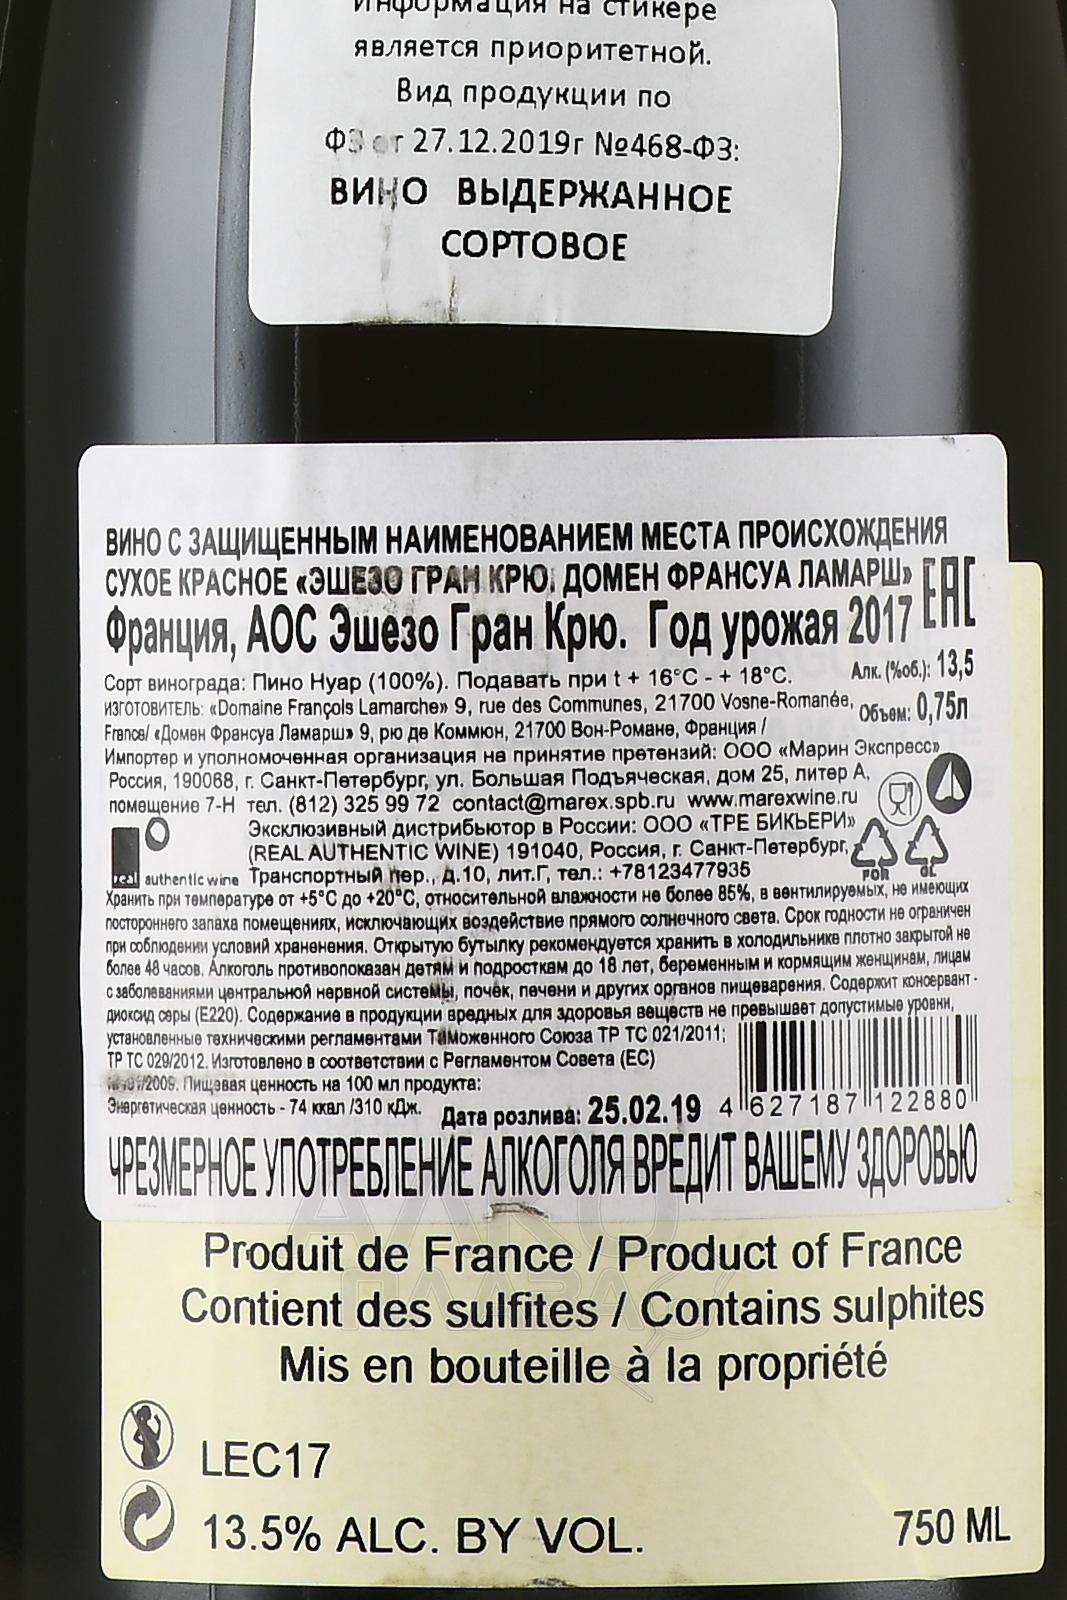 Информация на стикере
является приоритетной.
Вид продукции по
ФЗ от 27.12.2019г №468-ФЗ:
ВИНО ВЫДЕРЖАННОЕ
СОРТОВОЕ
ВИНО С ЗАЩИЩЕННЫМ НАИМЕНОВАНИЕМ МЕСТА ПРОИСХОЖДЕНИЯ
СУХОЕ КРАСНОЕ «ЭШЕЗО ГРАН КРЮ, ДОМЕН ФРАНСУА ЛАМАРШ» ЕАС
Франция, АОС Эшезо Гран Крю. Год урожая 2017
Сорт винограда: Пино Нуар (100%). Подавать при t + 16°C - + 18°C. Алк. (%об.): 13,5
ИЗГОТОВИТЕЛЬ: «Domaine François Lamarche» 9, rue des Communes, 21700 Vosne-Romanée, Объем: 0,75л
France/ «Домен Франсуа Ламарш» 9, рю де Коммюн, 21700 Вон-Романе, Франция /
Импортер и уполномоченная организация на принятие претензий: ООО «Марин Экспресс»
Россия, 190068, г. Санкт-Петербург, ул. Большая Подъяческая, дом 25, литер А,
помещение 7-Н тел. (812) 325 99 72 contact@marex.spb.ru www.marexwine.ru
Эксклюзивный дистрибьютор в России: ООО «ТРЕ БИКЬЕРИ»
(REAL AUTHENTIC WINE) 191040, Россия, г. Санкт-Петербург,
real authentic wine Транспортный пер., д.10, лит.Г, тел.: +78123477935 FOR GL
Хранить при температуре от +5°C до +20°C, относительной влажности не более 85%, в вентилируемых, не имеющих
постороннего запаха помещениях, исключающих воздействие прямого солнечного света. Срок годности не ограничен
при соблюдении условий храненения. Открытую бутылку рекомендуется хранить в холодильнике плотно закрытой не
более 48 часов. Алкоголь противопоказан детям и подросткам до 18 лет, беременным и кормящим женщинам, лицам
с заболеваниями центральной нервной системы, почек, печени и других органов пищеварения. Содержит консервант -
диоксид серы (Е220). Содержание в продукции вредных для здоровья веществ не превышает допустимые уровни,
установленные техническими регламентами Таможенного Союза ТР ТС 021/2011;
ТР ТС 029/2012. Изготовлено в соответствии с Регламентом Совета (ЕС)
/2009. Пищевая ценность на 100 мл продукта:
Энергетическая ценность - 74 ккал /310 кДж. Дата розлива: 25.02.19 4 627187 122880
ЧРЕЗМЕРНОЕ УПОТРЕБЛЕНИЕ АЛКОГОЛЯ ВРЕДИТ ВАШЕМУ ЗДОРОВЬЮ
Produit de France / Product of France
Contient des sulfites / Contains sulphites
Mis en bouteille à la propriété
LEC17
13.5% ALC. BY VOL. 750 ML